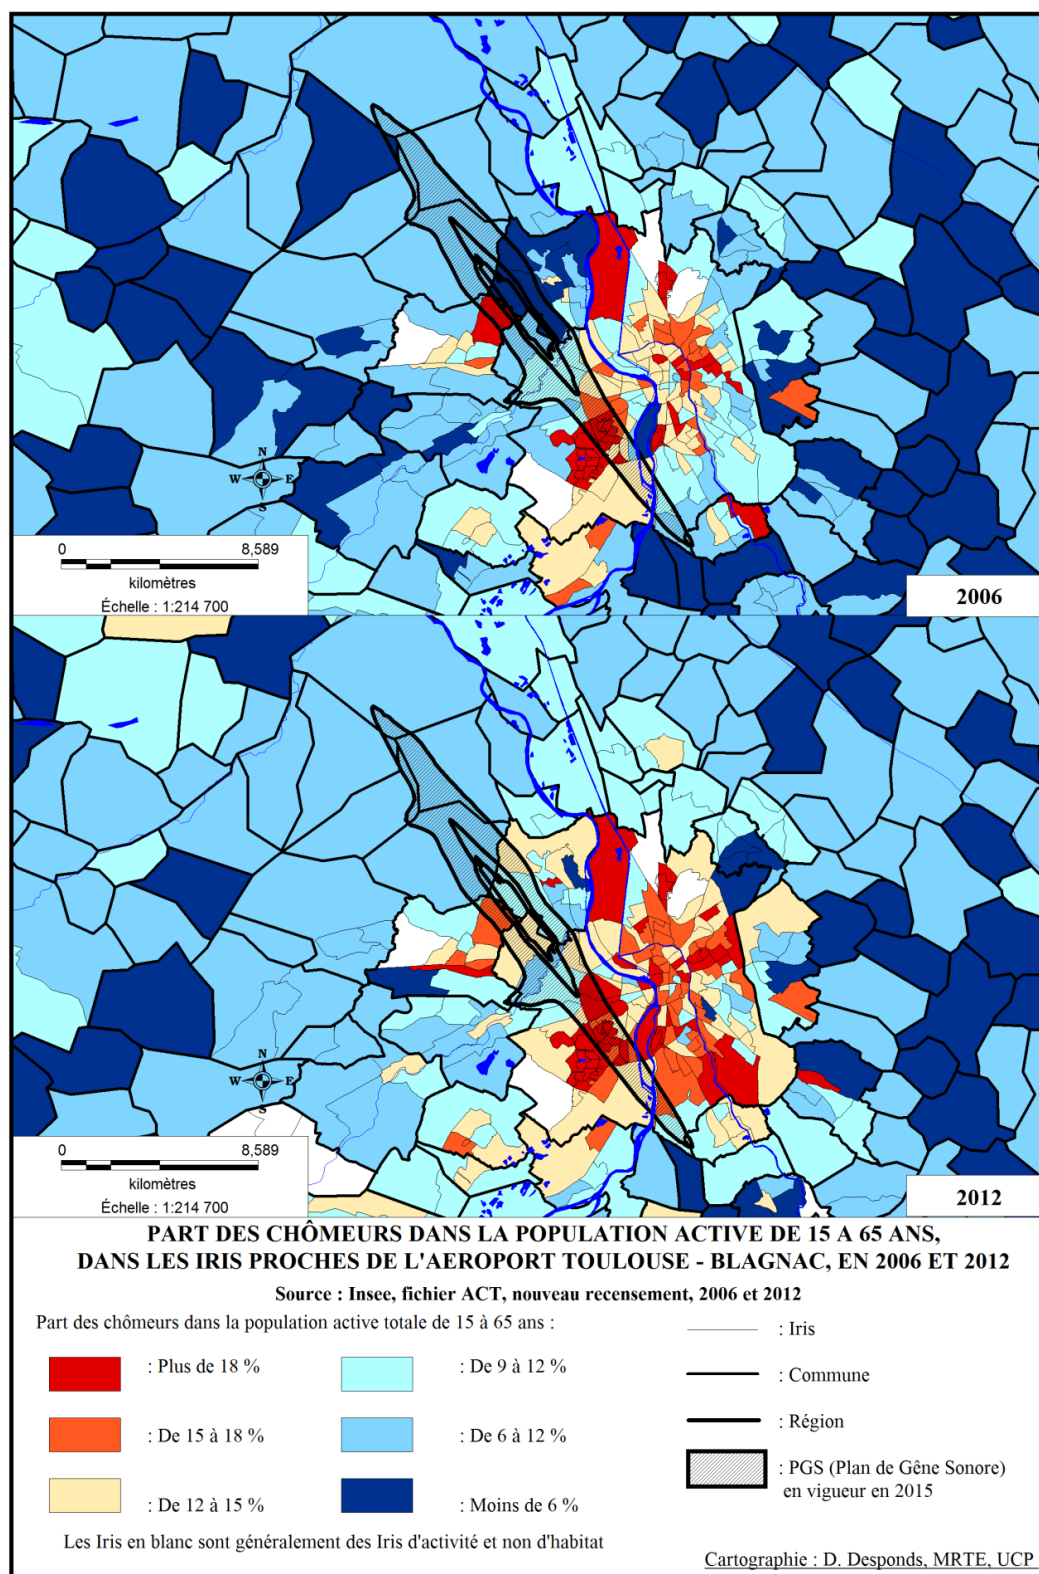 N
W E
S
0 8,589
kilomètres
Échelle : 1:214 700
2006
N
W E
S
0 8,589
kilomètres
Échelle : 1:214 700
2012
PART DES CHÔMEURS DANS LA POPULATION ACTIVE DE 15 A 65 ANS,
DANS LES IRIS PROCHES DE L'AEROPORT TOULOUSE - BLAGNAC, EN 2006 ET 2012
Source : Insee, fichier ACT, nouveau recensement, 2006 et 2012
Part des chômeurs dans la population active totale de 15 à 65 ans :
: Plus de 18 %
: De 15 à 18 %
: De 12 à 15 %
: De 9 à 12 %
: De 6 à 12 %
: Moins de 6 %
: Iris
: Commune
: Région
: PGS (Plan de Gêne Sonore)
en vigueur en 2015
Les Iris en blanc sont généralement des Iris d'activité et non d'habitat
Cartographie : D. Desponds, MRTE, UCP